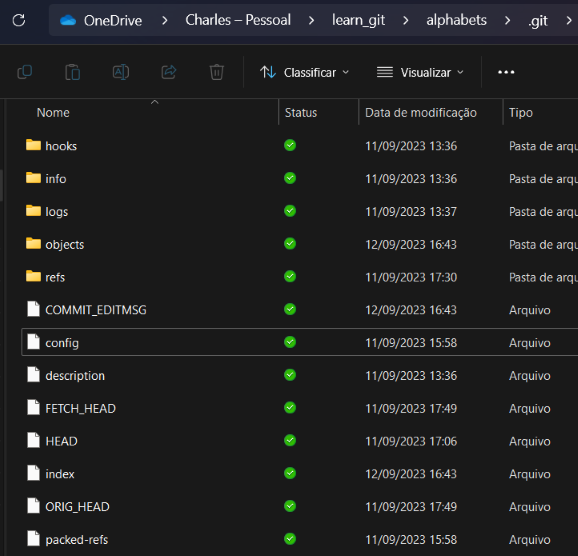 OneDrive > Charles – Pessoal > learn_git > alphabets > .git >
Classificar Visualizar
Nome Status Data de modificação Tipo
hooks 11/09/2023 13:36 Pasta de arqu
info 11/09/2023 13:36 Pasta de arqu
logs 11/09/2023 13:37 Pasta de arqu
objects 12/09/2023 16:43 Pasta de arqu
refs 11/09/2023 17:30 Pasta de arqu
COMMIT_EDITMSG 12/09/2023 16:43 Arquivo
config 11/09/2023 15:58 Arquivo
description 11/09/2023 13:36 Arquivo
FETCH_HEAD 11/09/2023 17:49 Arquivo
HEAD 11/09/2023 17:06 Arquivo
index 12/09/2023 16:43 Arquivo
ORIG_HEAD 11/09/2023 17:49 Arquivo
packed-refs 11/09/2023 15:58 Arquivo